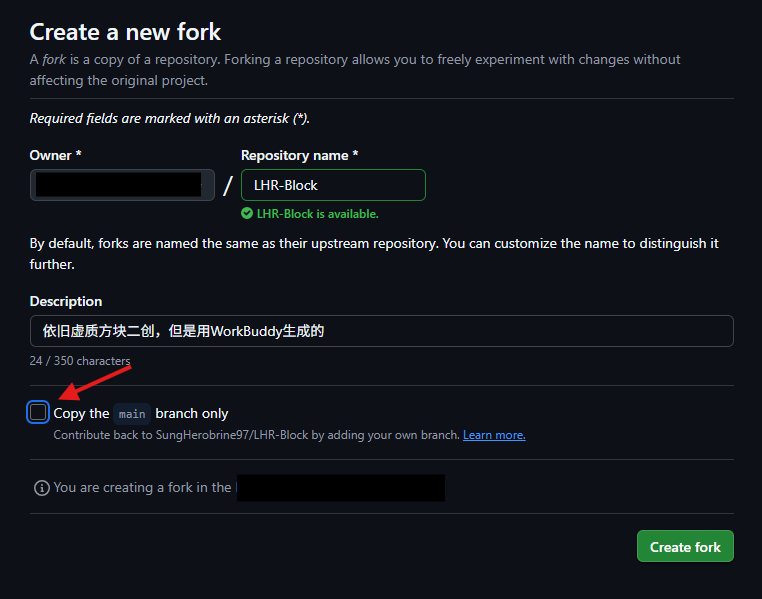 Create a new fork
A fork is a copy of a repository. Forking a repository allows you to freely experiment with changes without
affecting the original project.
Required fields are marked with an asterisk (*).
Owner *
Repository name *
/
LHR-Block
LHR-Block is available.
By default, forks are named the same as their upstream repository. You can customize the name to distinguish it
further.
Description
依旧虚质方块二创，但是用WorkBuddy生成的
24 / 350 characters
Copy the main branch only
Contribute back to SungHerobrine97/LHR-Block by adding your own branch. Learn more.
You are creating a fork in the
Create fork